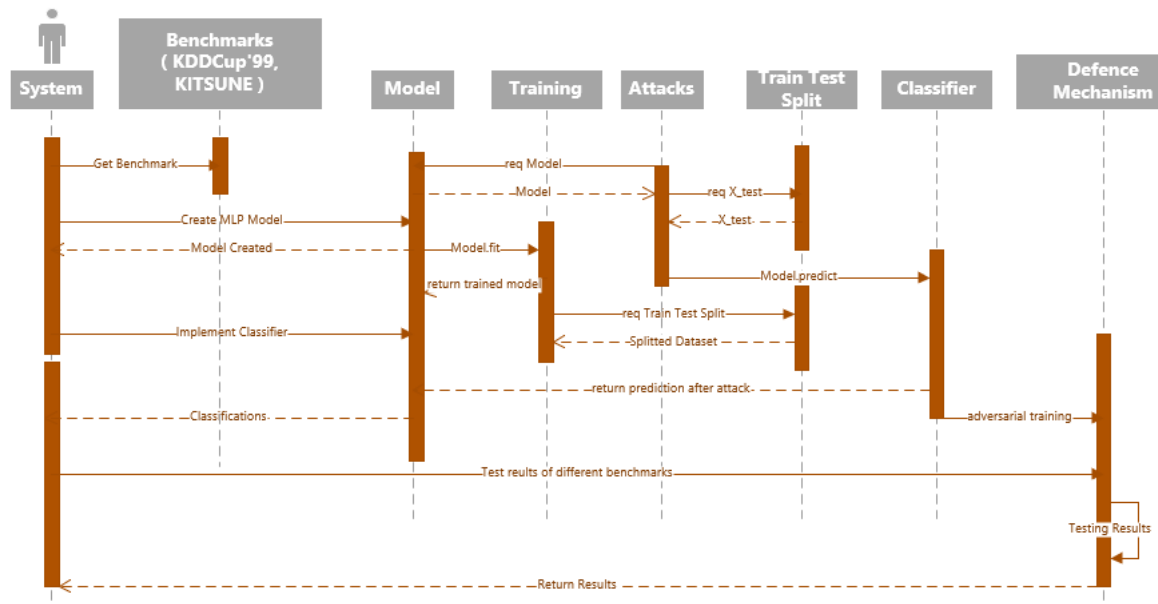 System
Benchmarks
( KDDCup'99,
KITSUNE )
Model
Training
Attacks
Train Test
Split
Classifier
Defence
Mechanism
Get Benchmark
req Model
Model
req X_test
Create MLP Model
X_test
Model Created
Model.fit
Model.predict
return trained model
req Train Test Split
Implement Classifier
Splitted Dataset
return prediction after attack
Classifications
adversarial training
Test reults of different benchmarks
Testing Results
Return Results